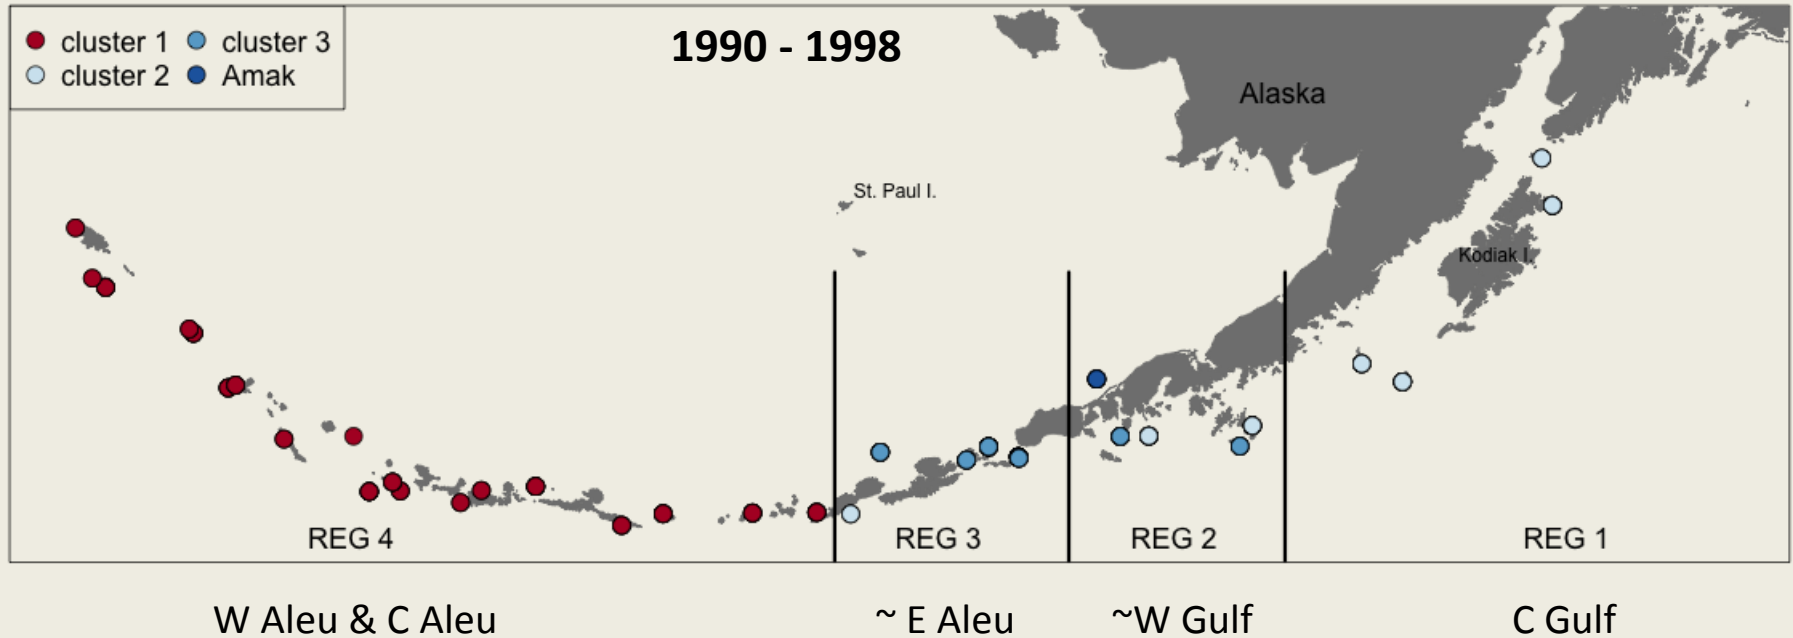 cluster 1 cluster 3
cluster 2 Amak
1990 - 1998
Alaska
St. Paul I.
Kodiak I.
REG 4 REG 3 REG 2 REG 1
W Aleu & C Aleu ~ E Aleu ~W Gulf C Gulf